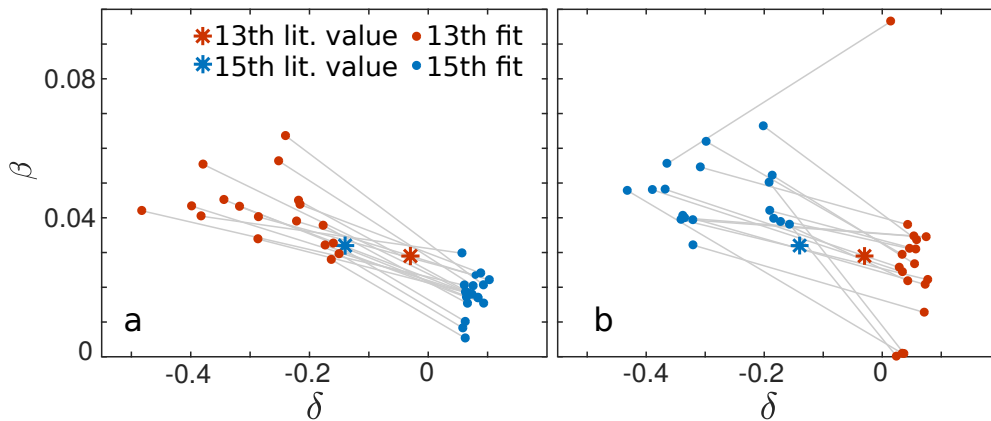 13th lit. value 13th fit
15th lit. value 15th fit
0.08
0.04
0
β
a
b
-0.4 -0.2 0
-0.4 -0.2 0
δ
δ